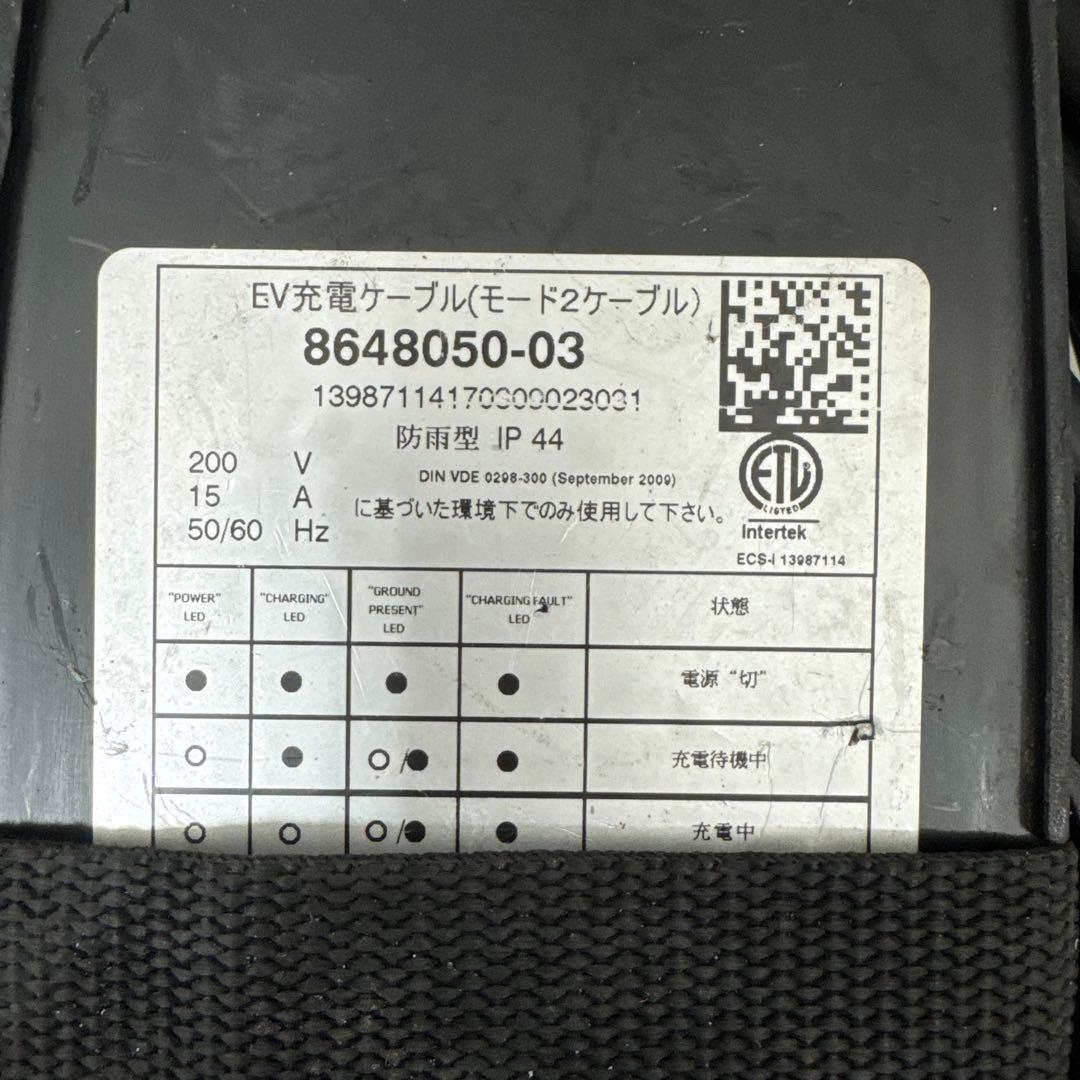 EV充電ケーブル(モード2ケーブル)
8648050-03
13987114170609023031
防雨型 IP 44
DIN VDE 0298-300 (September 2009)
に基づいた環境下でのみ使用して下さい。
200 V
15 A
50/60 Hz
ETL
LISTED
Intertek
ECS-I 13987114
"POWER" LED
"CHARGING" LED
"GROUND PRESENT" LED
"CHARGING FAULT" LED
状態
電源“切”
充電待機中
充電中